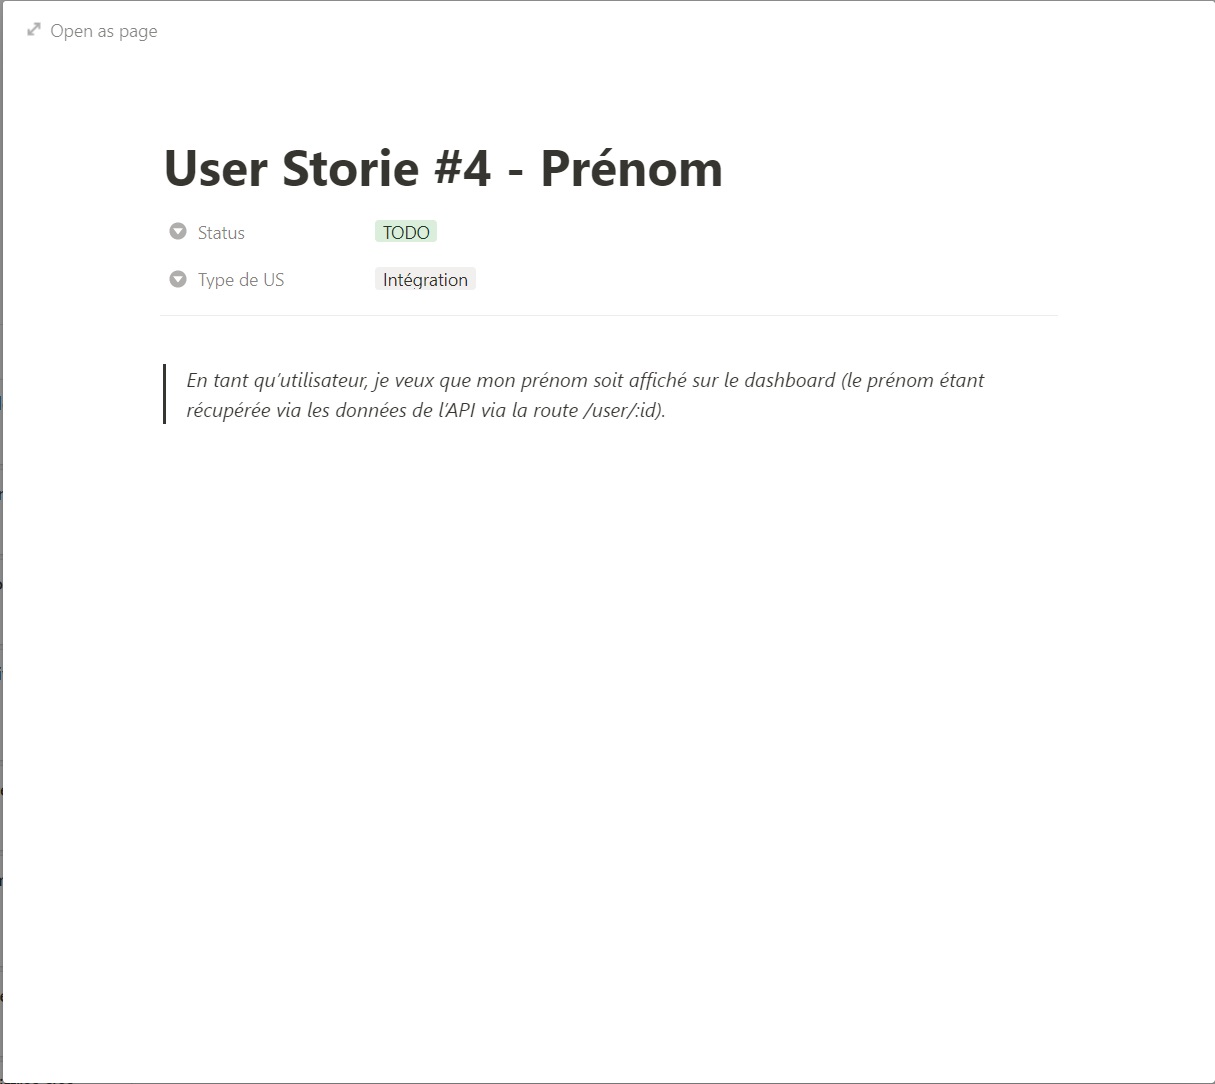 Open as page
User Storie #4 - Prénom
Status TODO
Type de US Intégration
En tant qu'utilisateur, je veux que mon prénom soit affiché sur le dashboard (le prénom étant
récupérée via les données de l'API via la route /user/:id).